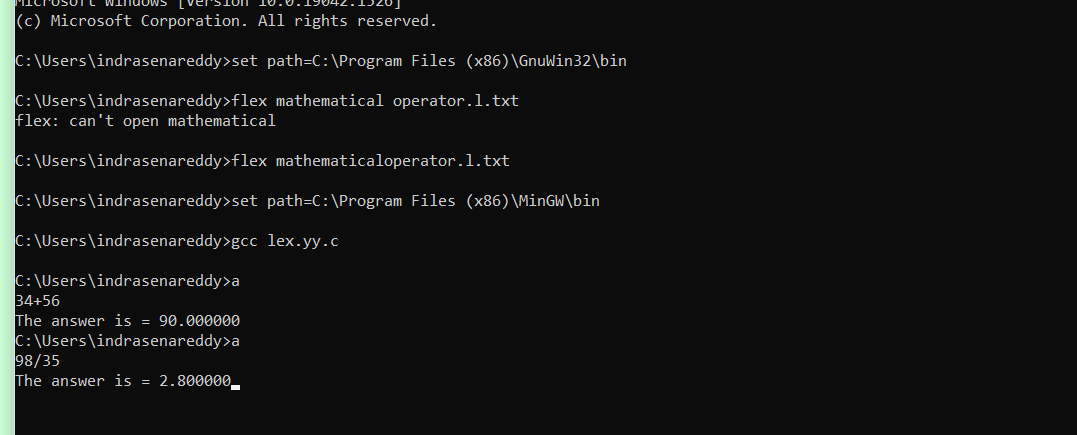 Microsoft Windows [Version 10.0.19042.1526]
(c) Microsoft Corporation. All rights reserved.
C:\Users\indrasenareddy>set path=C:\Program Files (x86)\GnuWin32\bin
C:\Users\indrasenareddy>flex mathematical operator.l.txt
flex: can't open mathematical
C:\Users\indrasenareddy>flex mathematicaloperator.l.txt
C:\Users\indrasenareddy>set path=C:\Program Files (x86)\MinGW\bin
C:\Users\indrasenareddy>gcc lex.yy.c
C:\Users\indrasenareddy>a
34+56
The answer is = 90.000000
C:\Users\indrasenareddy>a
98/35
The answer is = 2.800000